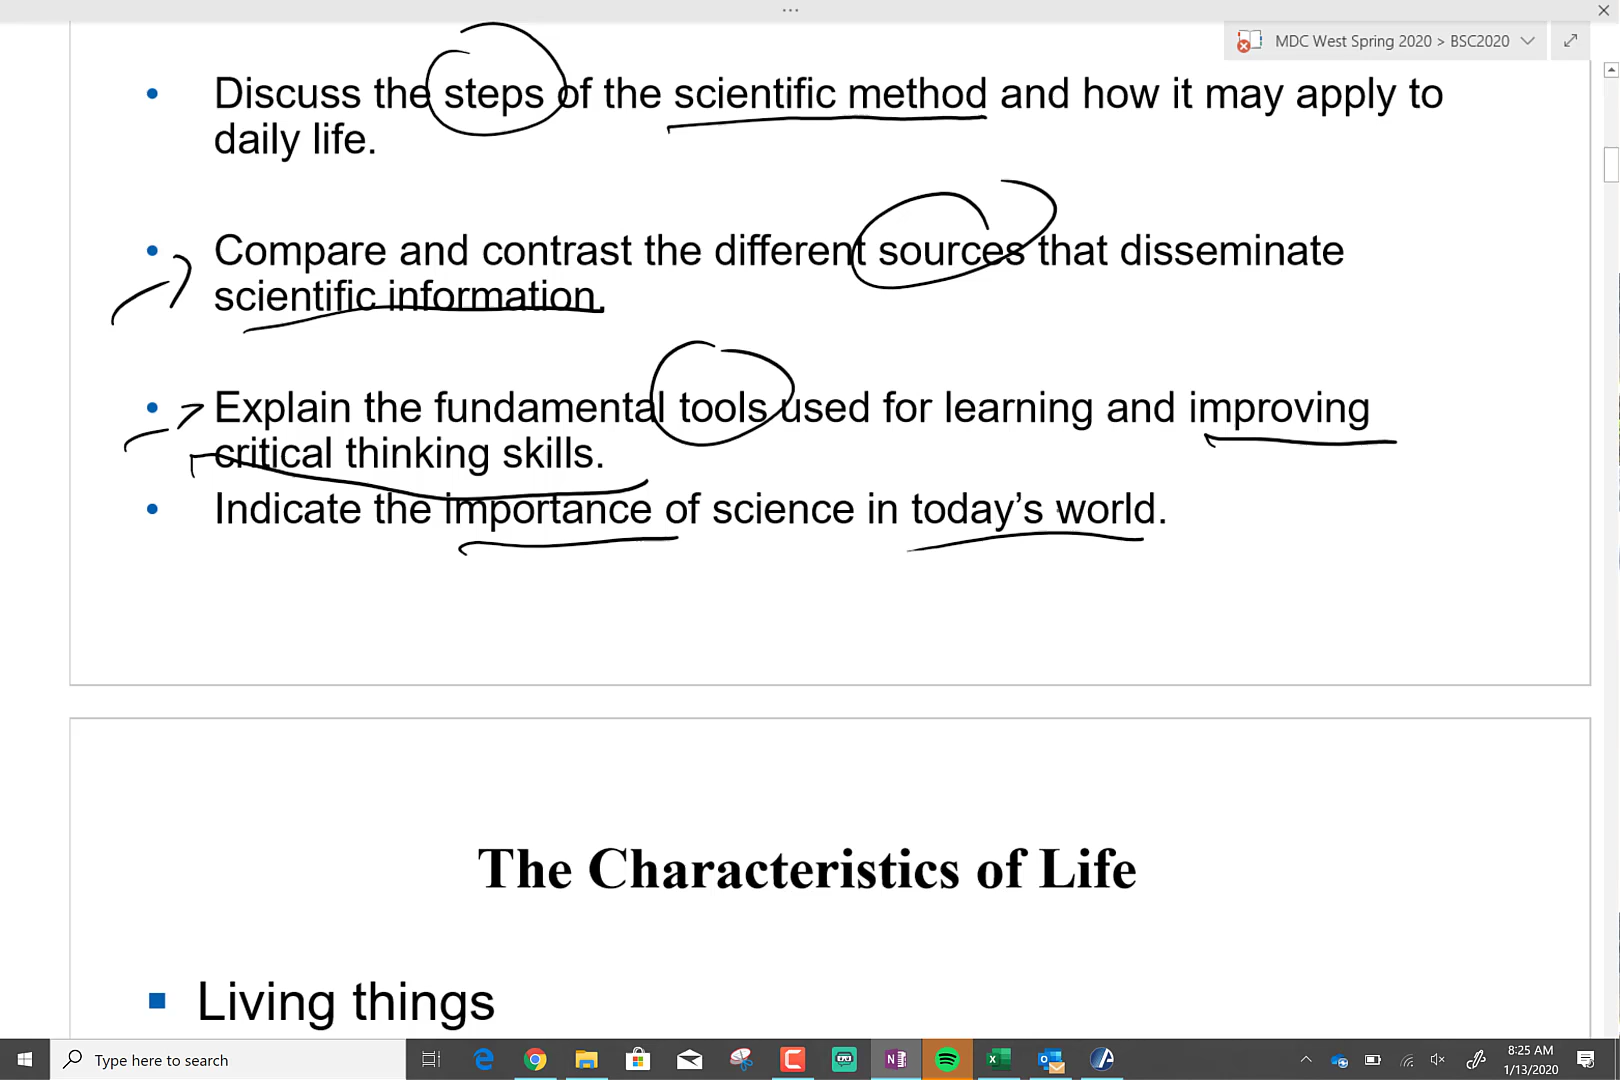 MDC West Spring 2020 > BSC2020
• Discuss the steps of the scientific method and how it may apply to
daily life.
• Compare and contrast the different sources that disseminate
scientific information.
• Explain the fundamental tools used for learning and improving
critical thinking skills.
• Indicate the importance of science in today’s world.
The Characteristics of Life
▪ Living things
Type here to search
8:25 AM
1/13/2020